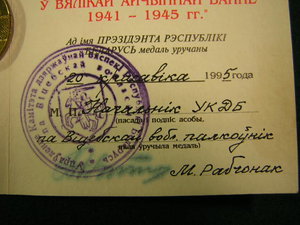 У ВЯЛІКАЙ АЙЧЫННАЙ ВАЙНЕ
1941 – 1945 гг."
Ад імя ПРЭЗІДЭНТА РЭСПУБЛІКІ
БЕЛАРУСЬ медаль уручаны
20 красавіка 1995 года
М. П. Начальнік УКДБ
(пасада, подпіс асобы,
па Віцебскай вобл. палкоўнік
якая уручыла медаль)
М. Рабчонак